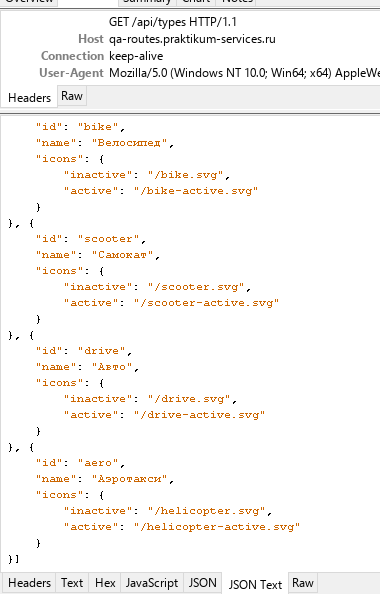 Overview Summary Chart Notes
GET /api/types HTTP/1.1
Host qa-routes.praktikum-services.ru
Connection keep-alive
User-Agent Mozilla/5.0 (Windows NT 10.0; Win64; x64) AppleWe
Headers Raw
"id": "bike",
"name": "Велосипед",
"icons": {
"inactive": "/bike.svg",
"active": "/bike-active.svg"
}
}, {
"id": "scooter",
"name": "Самокат",
"icons": {
"inactive": "/scooter.svg",
"active": "/scooter-active.svg"
}
}, {
"id": "drive",
"name": "Авто",
"icons": {
"inactive": "/drive.svg",
"active": "/drive-active.svg"
}
}, {
"id": "aero",
"name": "Аэротакси",
"icons": {
"inactive": "/helicopter.svg",
"active": "/helicopter-active.svg"
}
}]
Headers Text Hex JavaScript JSON JSON Text Raw